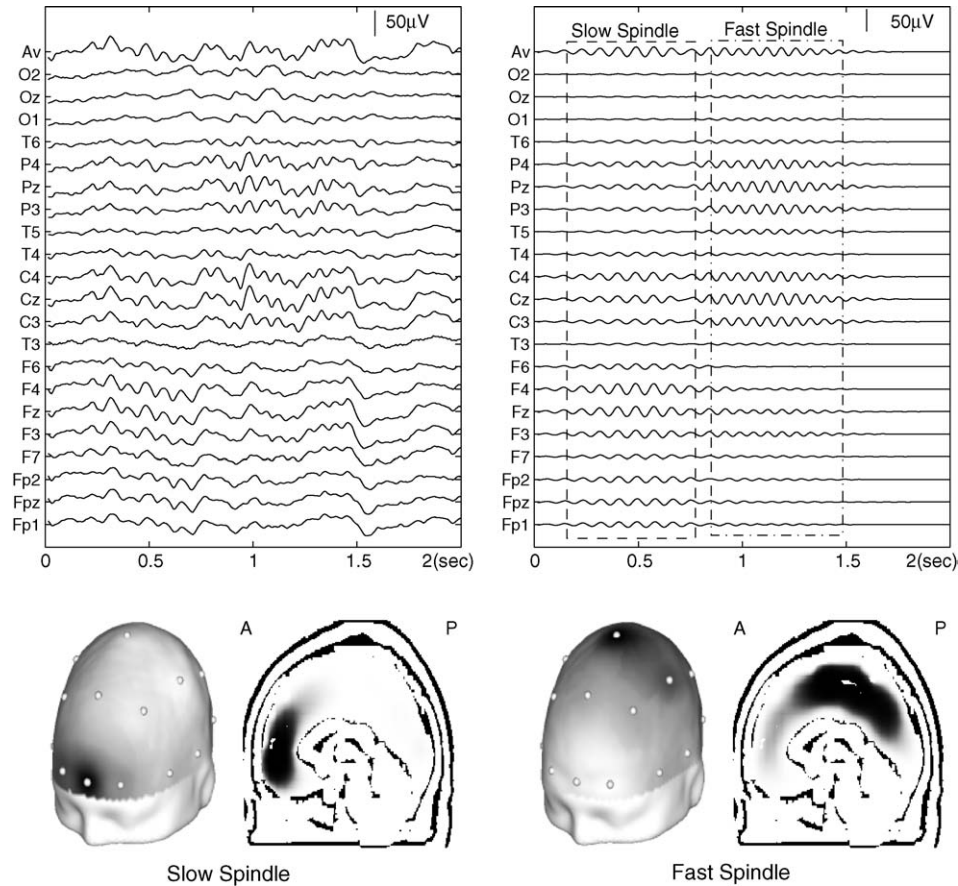 50µV
Av
O2
Oz
O1
T6
P4
Pz
P3
T5
T4
C4
Cz
C3
T3
F6
F4
Fz
F3
F7
Fp2
Fpz
Fp1
0 0.5 1 1.5 2(sec)
50µV
Slow Spindle Fast Spindle
Av
O2
Oz
O1
T6
P4
Pz
P3
T5
T4
C4
Cz
C3
T3
F6
F4
Fz
F3
F7
Fp2
Fpz
Fp1
0 0.5 1 1.5 2(sec)
A P
A P
Slow Spindle
Fast Spindle